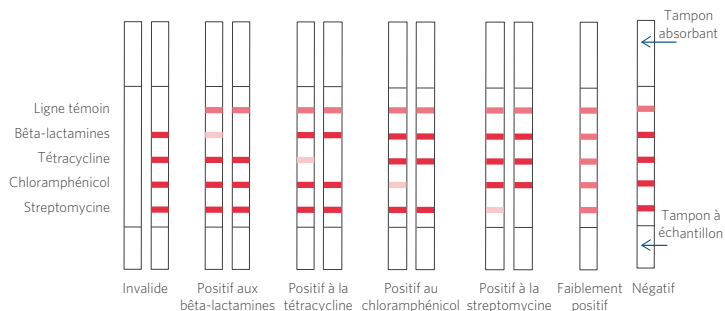 Tampon
absorbant
Ligne témoin
Bêta-lactamines
Tétracycline
Chloramphénicol
Streptomycine
Tampon à
échantillon
Invalide
Positif aux
bêta-lactamines
Positif à la
tétracycline
Positif au
chloramphénicol
Positif à la
streptomycine
Faiblement
positif
Négatif